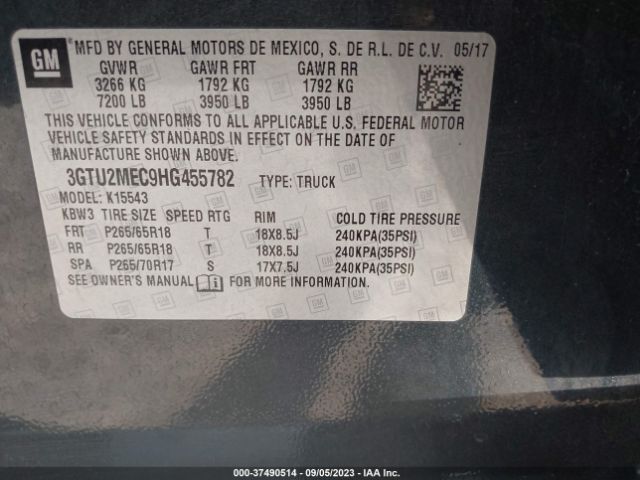 GM
MFD BY GENERAL MOTORS DE MEXICO, S. DE R.L. DE C.V. 05/17
GVWR GAWR FRT GAWR RR
3266 KG 1792 KG 1792 KG
7200 LB 3950 LB 3950 LB
THIS VEHICLE CONFORMS TO ALL APPLICABLE U.S. FEDERAL MOTOR
VEHICLE SAFETY STANDARDS IN EFFECT ON THE DATE OF
MANUFACTURE SHOWN ABOVE.
3GTU2MEC9HG455782 TYPE: TRUCK
MODEL: K15543
KBW3 TIRE SIZE SPEED RTG RIM COLD TIRE PRESSURE
FRT P265/65R18 T 18X8.5J 240KPA(35PSI)
RR P265/65R18 T 18X8.5J 240KPA(35PSI)
SPA P265/70R17 S 17X7.5J 240KPA(35PSI)
SEE OWNER'S MANUAL FOR MORE INFORMATION.
000-37490514 - 09/05/2023 - IAA Inc.